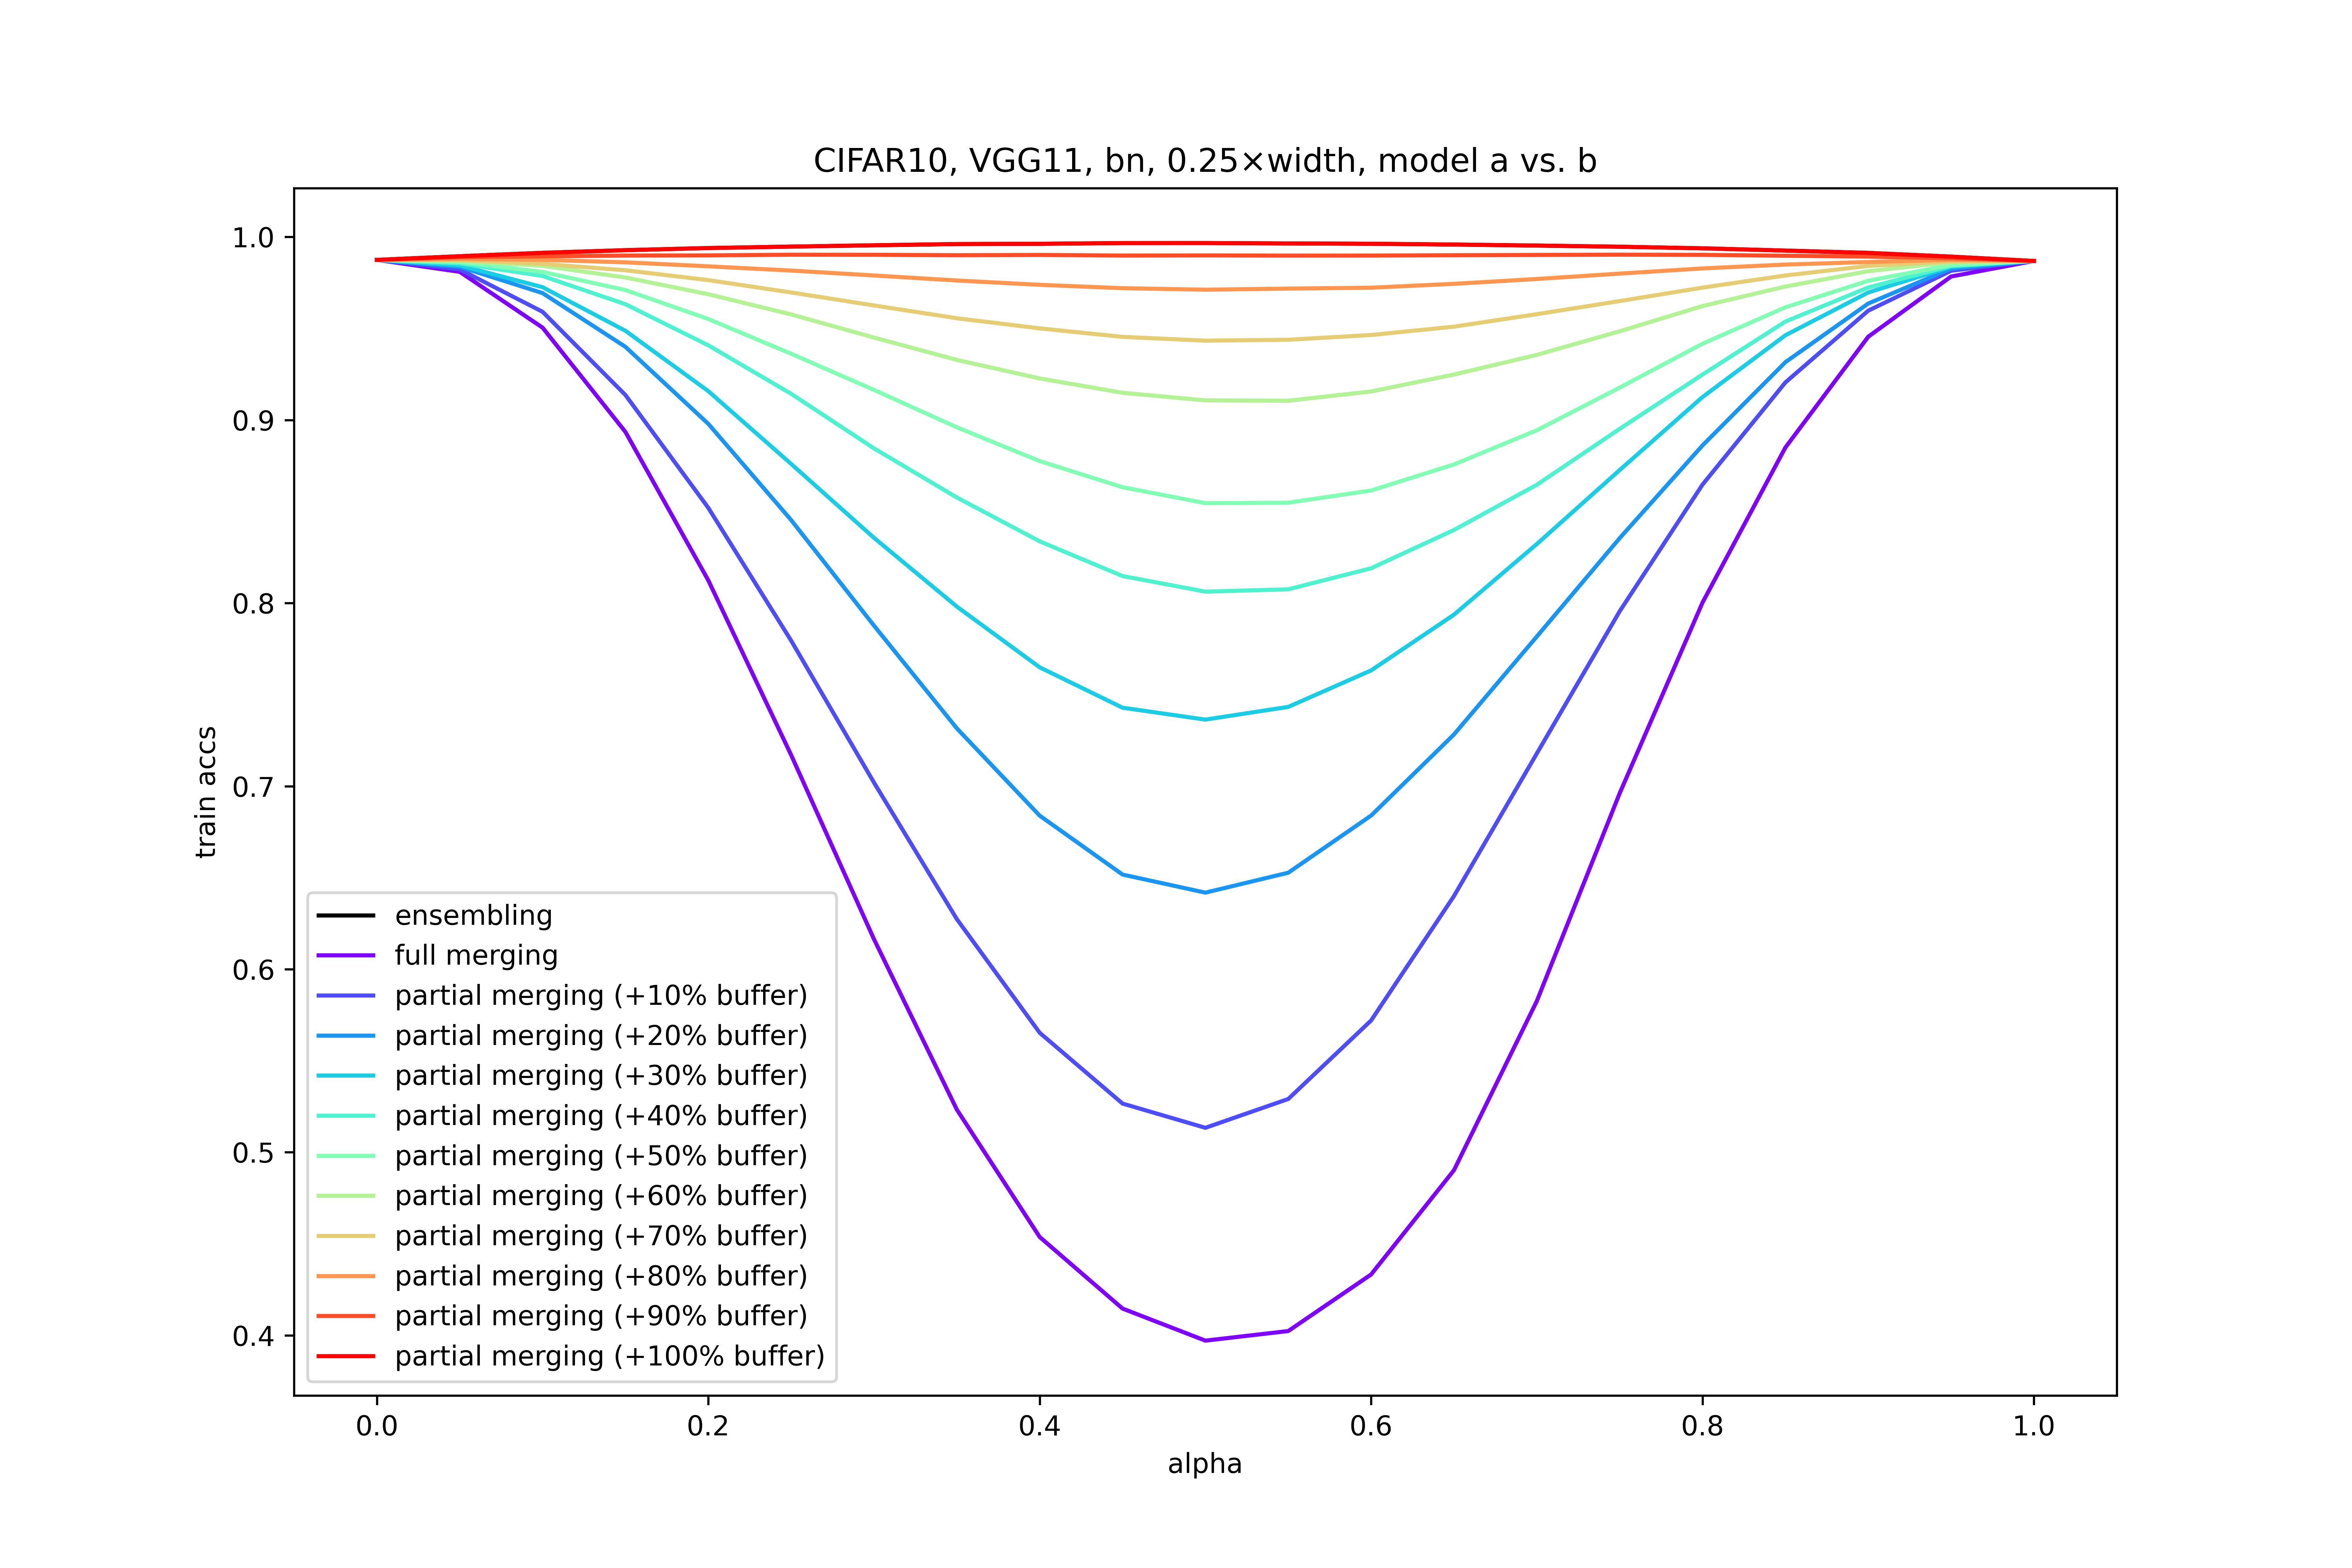 CIFAR10, VGG11, bn, 0.25×width, model a vs. b
1.0
0.9
0.8
0.7
0.6
0.5
0.4
train accs
ensembling
full merging
partial merging (+10% buffer)
partial merging (+20% buffer)
partial merging (+30% buffer)
partial merging (+40% buffer)
partial merging (+50% buffer)
partial merging (+60% buffer)
partial merging (+70% buffer)
partial merging (+80% buffer)
partial merging (+90% buffer)
partial merging (+100% buffer)
0.0 0.2 0.4 0.6 0.8 1.0
alpha